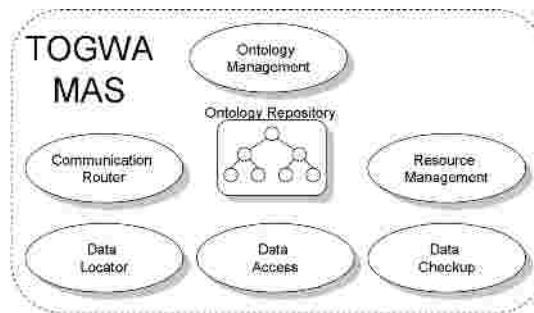 TOGWA
MAS
Ontology
Management
Ontology Repository
Communication
Router
Resource
Management
Data
Locator
Data
Access
Data
Checkup